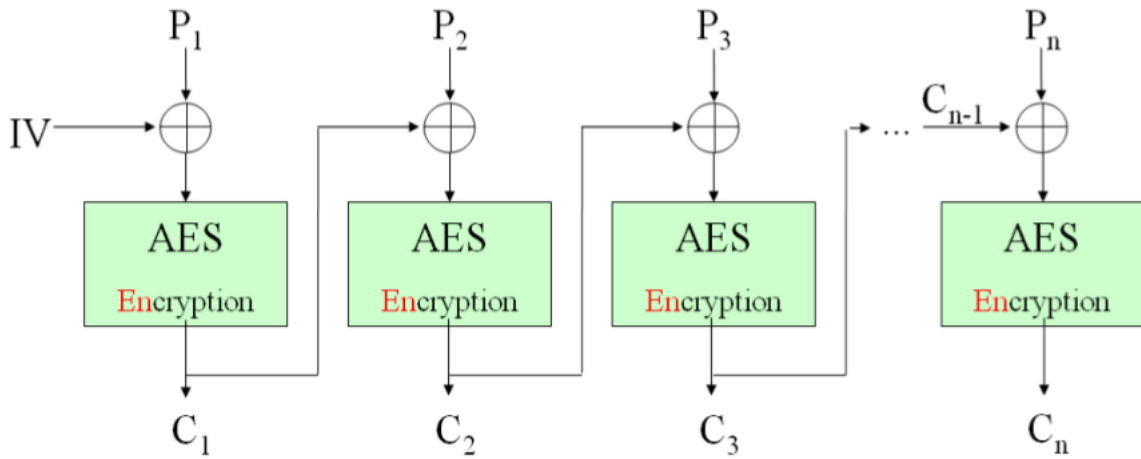 P1 P2 P3 Pn
IV ... Cn-1
AES AES AES AES
Encryption Encryption Encryption Encryption
C1 C2 C3 Cn